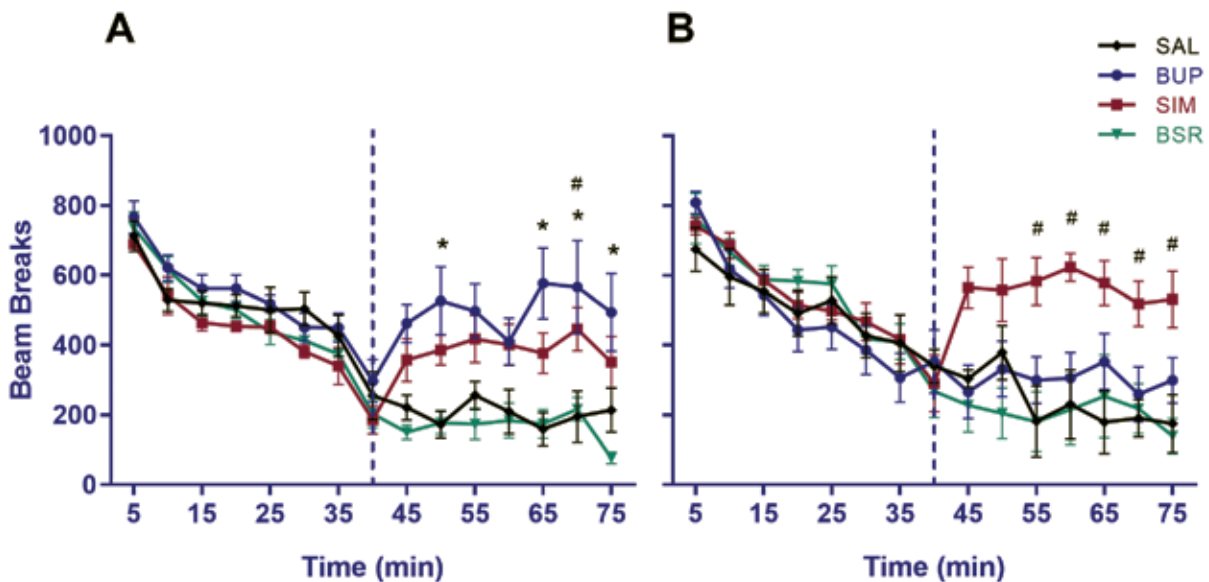 A
B
SAL
BUP
SIM
BSR
Beam Breaks
1000
800
600
400
200
0
#
* * * *
# # # # #
5 15 25 35 45 55 65 75
5 15 25 35 45 55 65 75
Time (min)
Time (min)